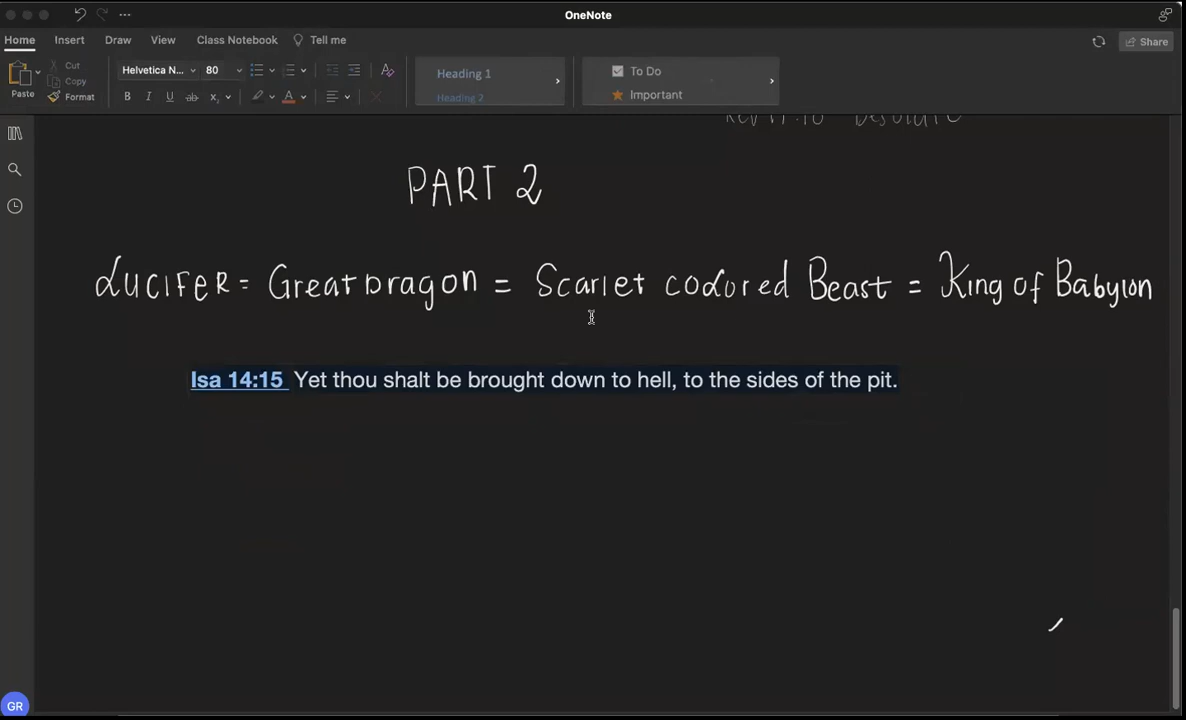 OneNote
Home Insert Draw View Class Notebook Tell me Share
Paste Cut Copy Format Helvetica N... 80 Heading 1 Heading 2 To Do Important
B I U ab x A
PART 2
LUCIFER = Great Dragon = Scarlet colored Beast = King of Babylon
Isa 14:15 Yet thou shalt be brought down to hell, to the sides of the pit.
GR